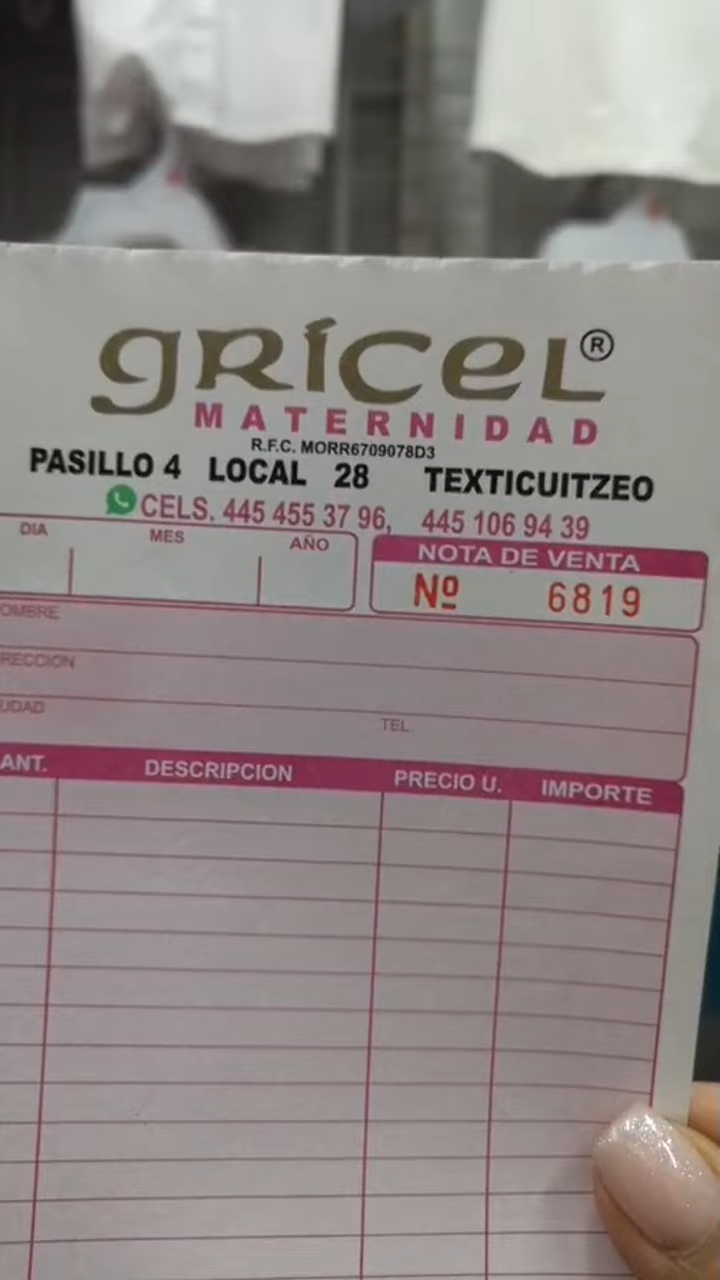 gRíceL®
MATERNIDAD
R.F.C. MORR6709078D3
PASILLO 4 LOCAL 28 TEXTICUITZEO
CELS. 445 455 37 96, 445 106 94 39
DIA MES AÑO
NOTA DE VENTA
Nº 6819
OMBRE
RECCION
UDAD TEL.
ANT. DESCRIPCION PRECIO U. IMPORTE